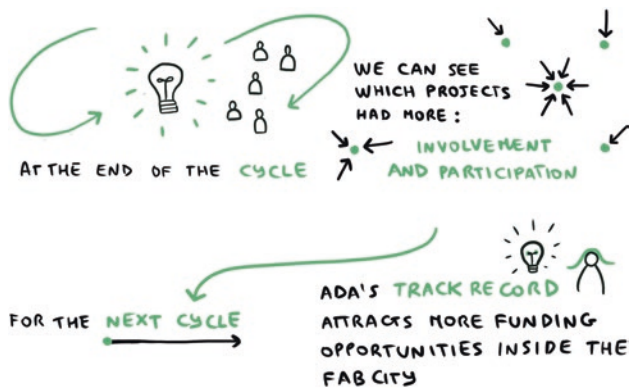 AT THE END OF THE CYCLE
WE CAN SEE
WHICH PROJECTS
HAD MORE:
INVOLVEMENT
AND PARTICIPATION
FOR THE NEXT CYCLE
ADA'S TRACK RECORD
ATTRACTS MORE FUNDING
OPPORTUNITIES INSIDE THE
FAB CITY